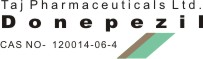 Taj Pharmaceuticals Ltd.
Donepezil
CAS NO- 120014-06-4